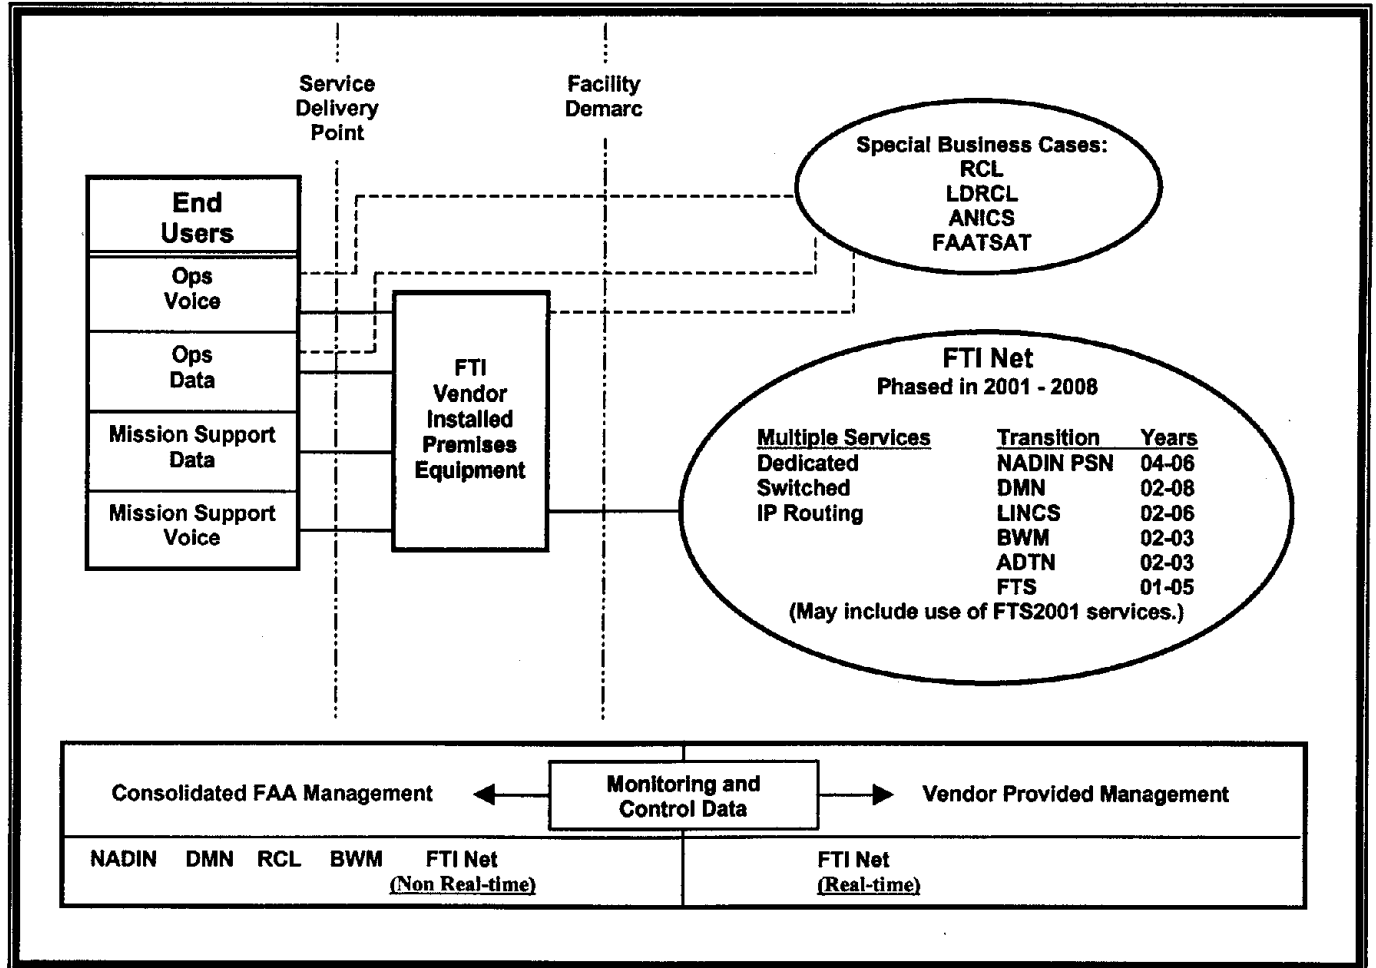 Service
Delivery
Point
Facility
Demarc
Special Business Cases:
RCL
LDRCL
ANICS
FAATSAT
End
Users
Ops
Voice
Ops
Data
Mission Support
Data
Mission Support
Voice
FTI
Vendor
Installed
Premises
Equipment
FTI Net
Phased in 2001 - 2008
Multiple Services Transition Years
Dedicated NADIN PSN 04-06
Switched DMN 02-08
IP Routing LINCS 02-06
BWM 02-03
ADTN 02-03
FTS 01-05
(May include use of FTS2001 services.)
Consolidated FAA Management
Monitoring and
Control Data
Vendor Provided Management
NADIN DMN RCL BWM FTI Net
(Non Real-time)
FTI Net
(Real-time)